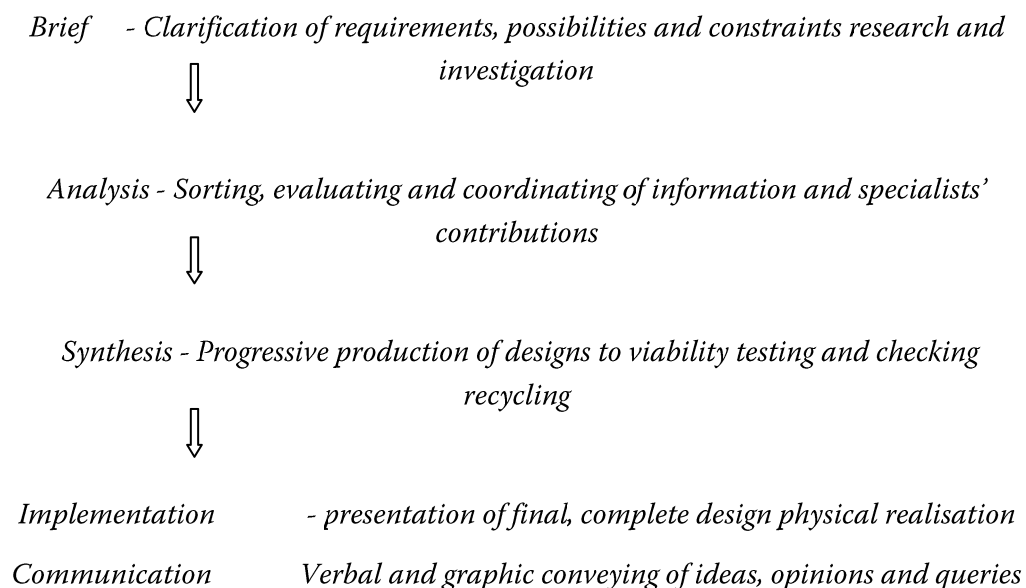 Brief - Clarification of requirements, possibilities and constraints research and
investigation
Analysis - Sorting, evaluating and coordinating of information and specialists’
contributions
Synthesis - Progressive production of designs to viability testing and checking
recycling
Implementation - presentation of final, complete design physical realisation
Communication Verbal and graphic conveying of ideas, opinions and queries